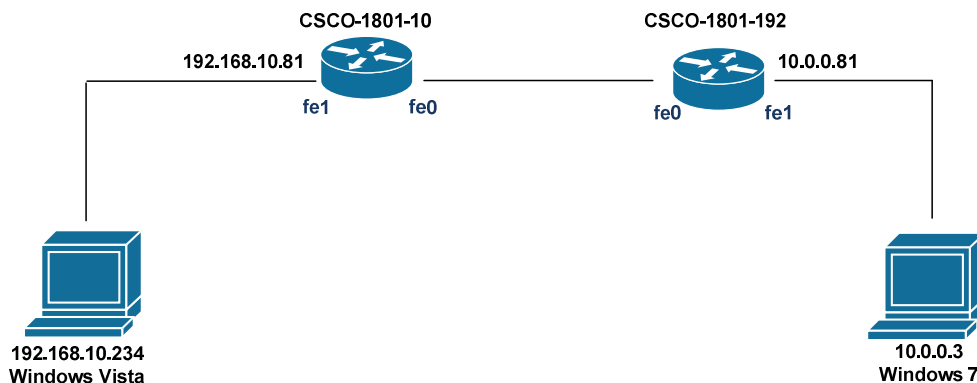 CSCO-1801-10
CSCO-1801-192
192.168.10.81
10.0.0.81
fe1
fe0
fe0
fe1
192.168.10.234
Windows Vista
10.0.0.3
Windows 7